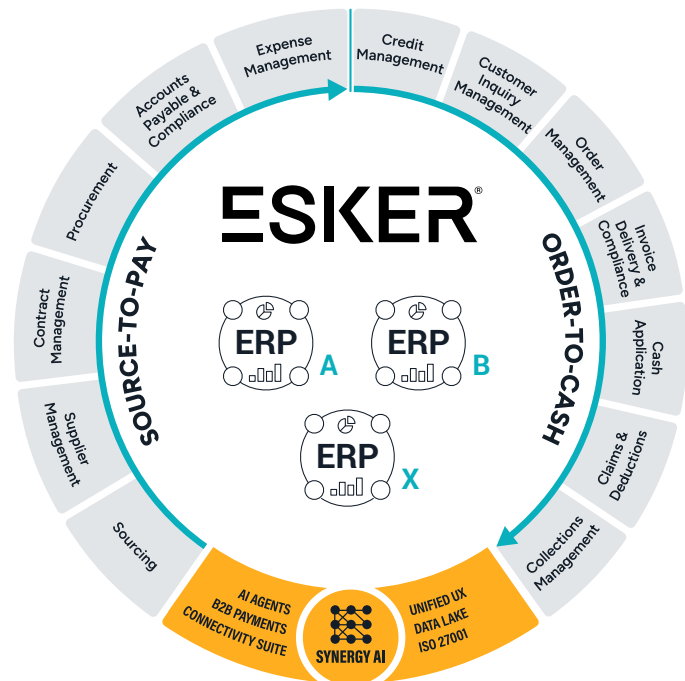 Expense
Management
Credit
Management
Customer
Inquiry
Management
Order
Management
Invoice
Delivery &
Compliance
Cash
Application
Claims &
Deductions
Collections
Management
Accounts
Payable &
Compliance
Procurement
Contract
Management
Supplier
Management
Sourcing
SOURCE-TO-PAY
ORDER-TO-CASH
ESKER®
ERP
A
ERP
B
ERP
X
AI AGENTS
B2B PAYMENTS
CONNECTIVITY SUITE
SYNERGY AI
UNIFIED UX
DATA LAKE
ISO 27001